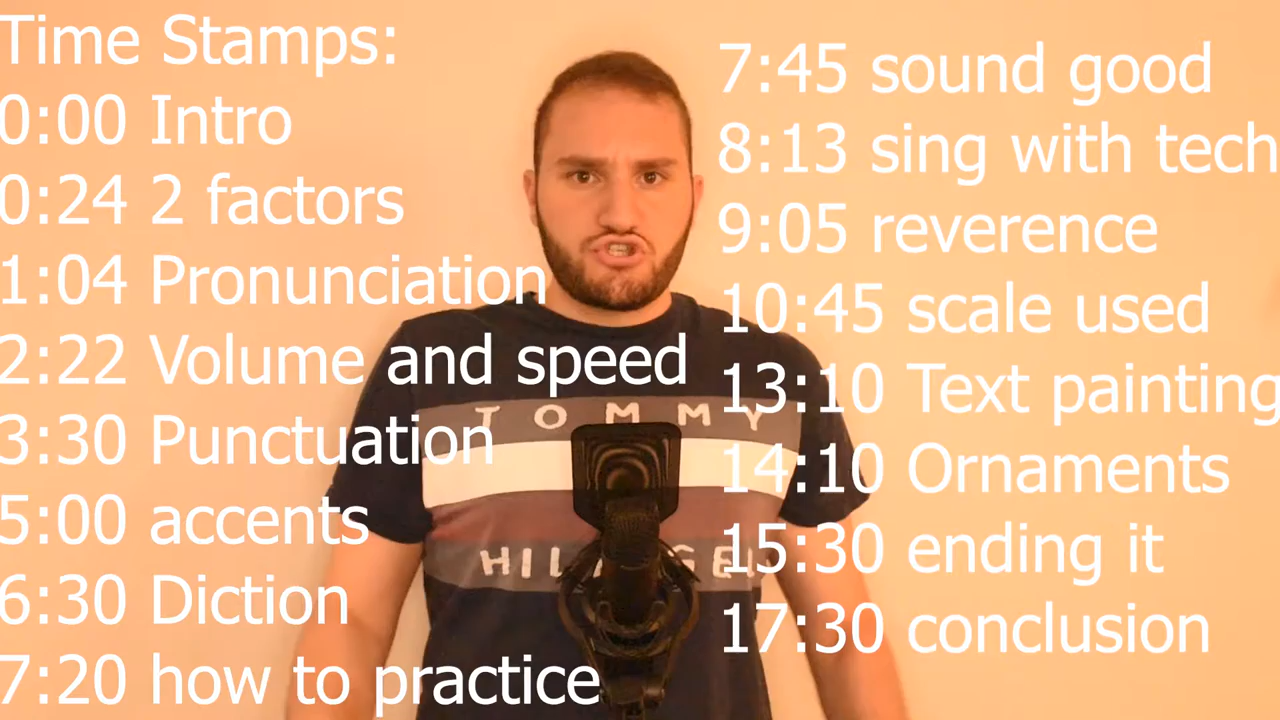 Time Stamps:
0:00 Intro
0:24 2 factors
1:04 Pronunciation
2:22 Volume and speed
3:30 Punctuation
5:00 accents
6:30 Diction
7:20 how to practice
7:45 sound good
8:13 sing with tech
9:05 reverence
10:45 scale used
13:10 Text painting
14:10 Ornaments
15:30 ending it
17:30 conclusion
TOMMY